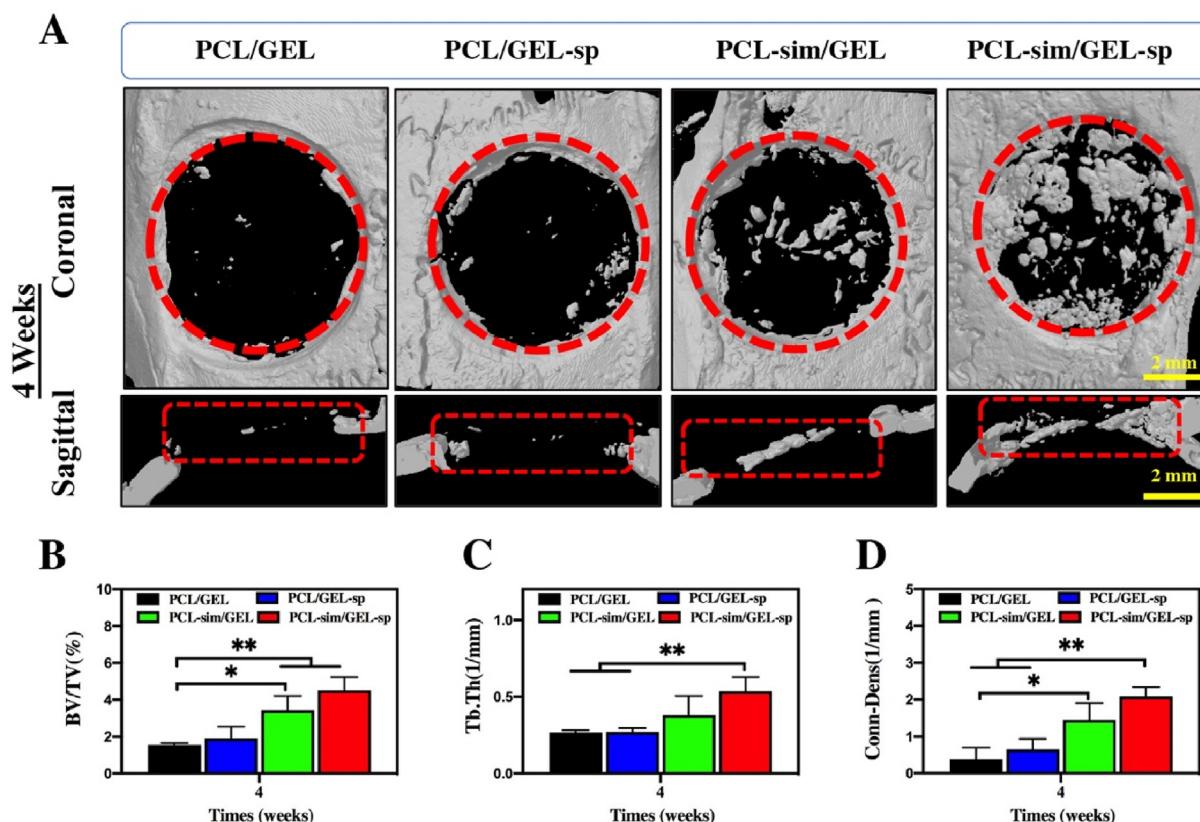 A
PCL/GEL
PCL/GEL-sp
PCL-sim/GEL
PCL-sim/GEL-sp
4 Weeks
Coronal
2 mm
Sagittal
2 mm
B
BV/TV(%)
10
8
6
4
2
0
PCL/GEL
PCL/GEL-sp
PCL-sim/GEL
PCL-sim/GEL-sp
**
*
4
Times (weeks)
C
Tb.Th(1/mm)
1.0
0.5
0.0
PCL/GEL
PCL/GEL-sp
PCL-sim/GEL
PCL-sim/GEL-sp
**
4
Times (weeks)
D
Conn-Dens(1/mm )
5
4
3
2
1
0
PCL/GEL
PCL/GEL-sp
PCL-sim/GEL
PCL-sim/GEL-sp
**
*
4
Times (weeks)